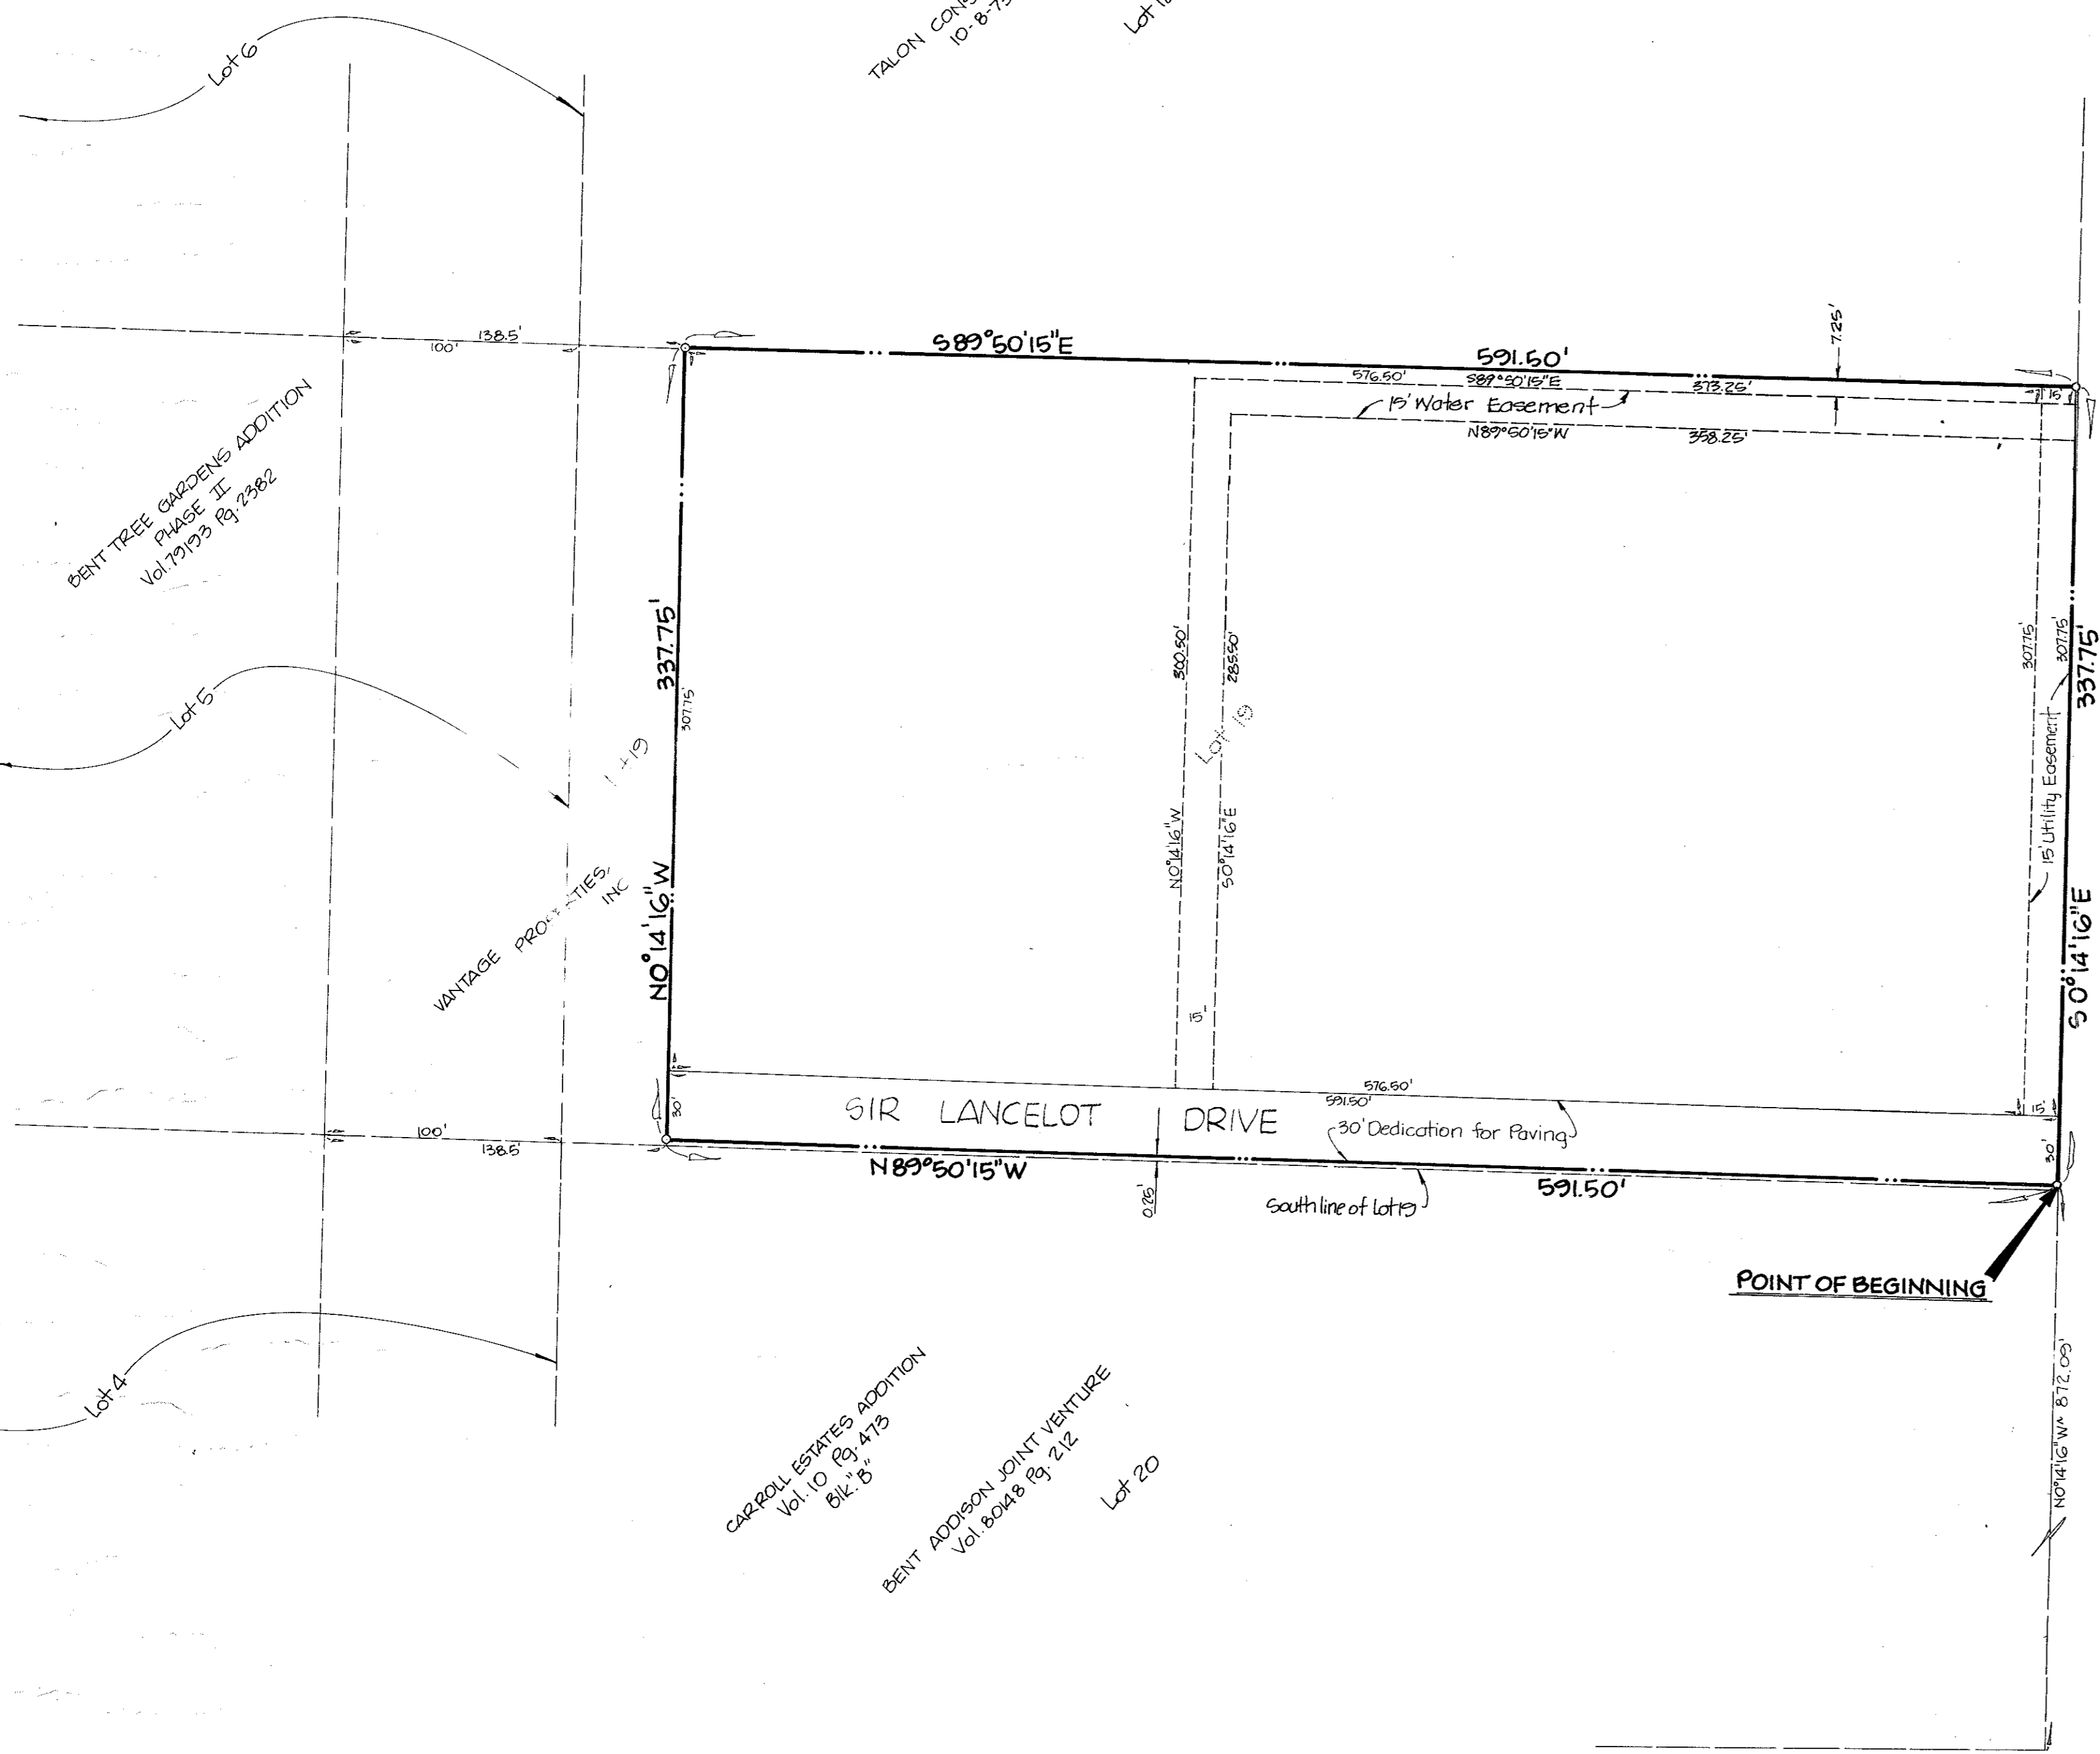 TALON
10-8-7
Lot
Lot 6
138.5'
100'
S89°50'15"E
591.50'
7.25'
576.50'
S89°50'15"E
373.25'
15'
15' Water Easement
N89°50'15"W
358.25'
BENT TREE GARDENS ADDITION
PHASE II
Vol. 79193 Pg. 2382
337.75'
307.75'
N0°14'16"W
300.50'
285.50'
N0°14'16"W
S0°14'16"E
Lot 19
15'
307.75'
307.75'
337.75'
15' Utility Easement
S0°14'16"E
Lot 5
VANTAGE
INC
576.50'
591.50'
SIR LANCELOT DRIVE
30' Dedication for Paving
30'
15'
30'
100'
138.5'
N89°50'15"W
0.25'
South line of Lot 19
591.50'
POINT OF BEGINNING
N0°14'16"W~872.09'
Lot 4
CARROLL ESTATES ADDITION
Vol. 10 Pg. 473
Blk. "B"
BENT ADDISON JOINT VENTURE
Vol. 80148 Pg. 212
Lot 20